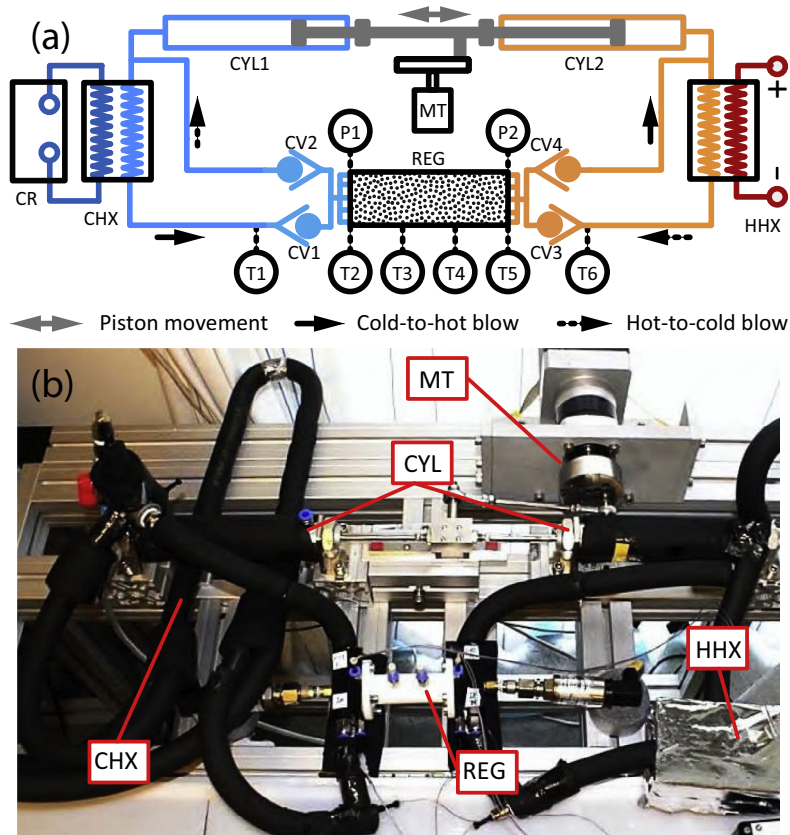 (a)
CYL1
CYL2
MT
CV2
P1
P2
CV4
REG
CR
CHX
CV1
CV3
HHX
+
-
T1
T2
T3
T4
T5
T6
Piston movement
Cold-to-hot blow
Hot-to-cold blow
(b)
MT
CYL
HHX
CHX
REG